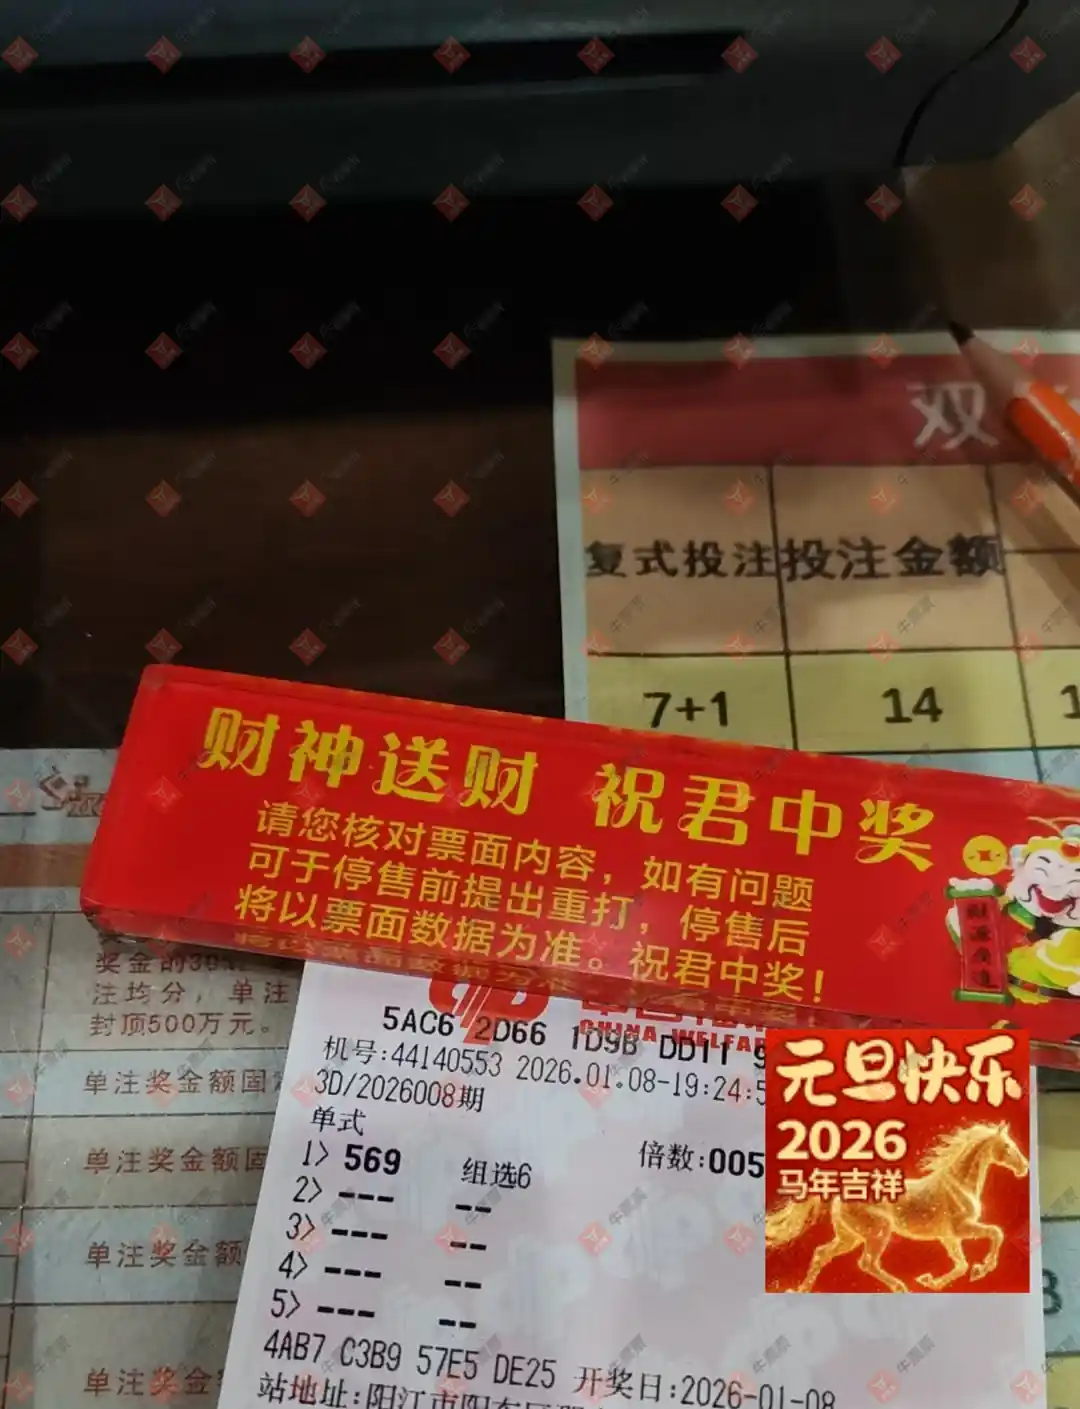 双
复式投注 投注金额
7+1 14
财神送财 祝君中奖
请您核对票面内容，如有问题
可于停售前提出重打，停售后
将以票面数据为准。祝君中奖！
注均分，单注
封顶500万元。
单注奖金额固
单注奖金额固
单注奖金额
单注奖金
CHINA WELFAR
5AC6 2D66 1D9B DD11
机号:44140553 2026.01.08-19:24:5
3D/2026008期
单式
1> 569 组选6 倍数:005
2> --- --
3> --- --
4> --- --
5> --- --
4AB7 C3B9 57E5 DE25 开奖日:2026-01-08
站地址:阳江市阳东区
元旦快乐
2026
马年吉祥